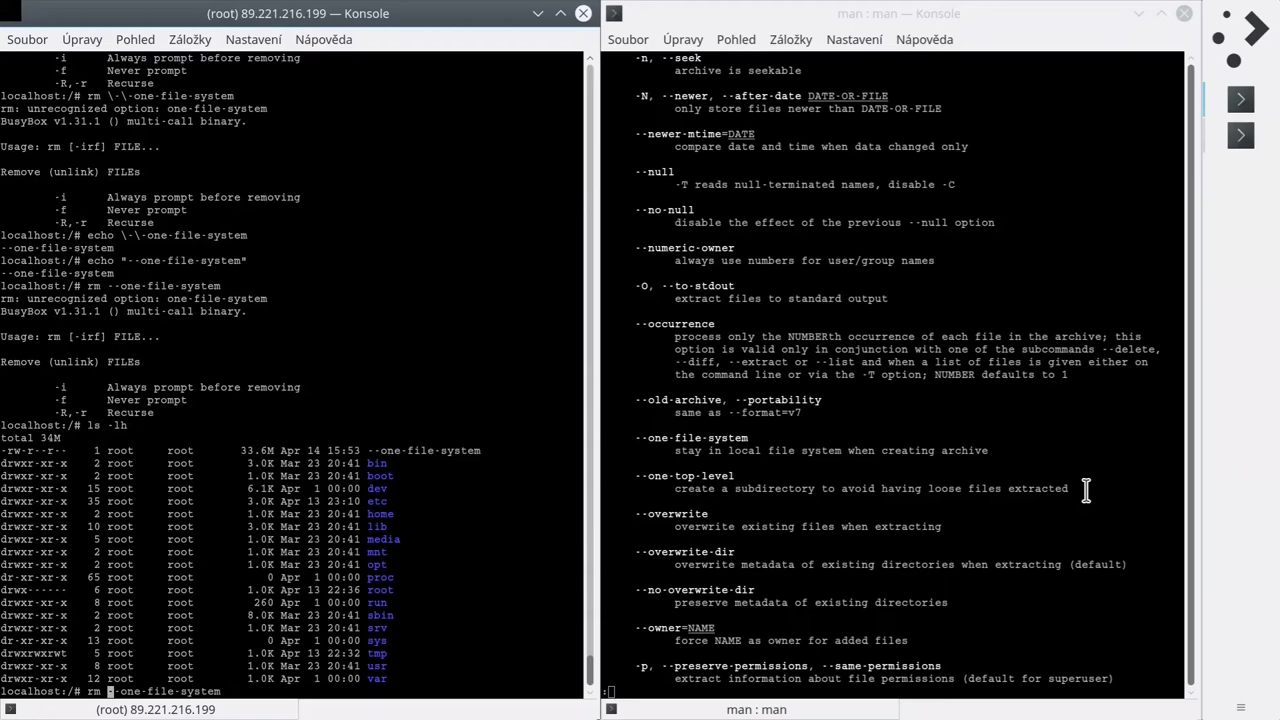 (root) 89.221.216.199 — Konsole
Soubor Úpravy Pohled Záložky Nastavení Nápověda
-i Always prompt before removing
-f Never prompt
-R,-r Recurse
localhost:/# rm \-\-one-file-system
rm: unrecognized option: one-file-system
BusyBox v1.31.1 () multi-call binary.
Usage: rm [-irf] FILE...
Remove (unlink) FILEs
-i Always prompt before removing
-f Never prompt
-R,-r Recurse
localhost:/# echo \-\-one-file-system
--one-file-system
localhost:/# echo "--one-file-system"
--one-file-system
localhost:/# rm --one-file-system
rm: unrecognized option: one-file-system
BusyBox v1.31.1 () multi-call binary.
Usage: rm [-irf] FILE...
Remove (unlink) FILEs
-i Always prompt before removing
-f Never prompt
-R,-r Recurse
localhost:/# ls -lh
total 34M
-rw-r--r-- 1 root root 33.6M Apr 14 15:53 --one-file-system
drwxr-xr-x 2 root root 3.0K Mar 23 20:41 bin
drwxr-xr-x 2 root root 1.0K Mar 23 20:41 boot
drwxr-xr-x 15 root root 6.1K Apr 1 00:00 dev
drwxr-xr-x 35 root root 3.0K Apr 13 23:10 etc
drwxr-xr-x 2 root root 1.0K Mar 23 20:41 home
drwxr-xr-x 10 root root 3.0K Mar 23 20:41 lib
drwxr-xr-x 5 root root 1.0K Mar 23 20:41 media
drwxr-xr-x 2 root root 1.0K Mar 23 20:41 mnt
drwxr-xr-x 2 root root 1.0K Mar 23 20:41 opt
dr-xr-xr-x 65 root root 0 Apr 1 00:00 proc
drwx------ 6 root root 1.0K Apr 13 22:36 root
drwxr-xr-x 8 root root 260 Apr 1 00:00 run
drwxr-xr-x 2 root root 8.0K Mar 23 20:41 sbin
drwxr-xr-x 2 root root 1.0K Mar 23 20:41 srv
dr-xr-xr-x 13 root root 0 Apr 1 00:00 sys
drwxrwxrwt 5 root root 1.0K Apr 13 22:32 tmp
drwxr-xr-x 8 root root 1.0K Mar 23 20:41 usr
drwxr-xr-x 12 root root 1.0K Mar 23 20:41 var
localhost:/# rm --one-file-system
(root) 89.221.216.199
man : man — Konsole
Soubor Úpravy Pohled Záložky Nastavení Nápověda
-n, --seek
archive is seekable
-N, --newer, --after-date DATE-OR-FILE
only store files newer than DATE-OR-FILE
--newer-mtime=DATE
compare date and time when data changed only
--null
-T reads null-terminated names, disable -C
--no-null
disable the effect of the previous --null option
--numeric-owner
always use numbers for user/group names
-O, --to-stdout
extract files to standard output
--occurrence
process only the NUMBERth occurrence of each file in the archive; this
option is valid only in conjunction with one of the subcommands --delete,
--diff, --extract or --list and when a list of files is given either on
the command line or via the -T option; NUMBER defaults to 1
--old-archive, --portability
same as --format=v7
--one-file-system
stay in local file system when creating archive
--one-top-level
create a subdirectory to avoid having loose files extracted
--overwrite
overwrite existing files when extracting
--overwrite-dir
overwrite metadata of existing directories when extracting (default)
--no-overwrite-dir
preserve metadata of existing directories
--owner=NAME
force NAME as owner for added files
-p, --preserve-permissions, --same-permissions
extract information about file permissions (default for superuser)
:
man : man